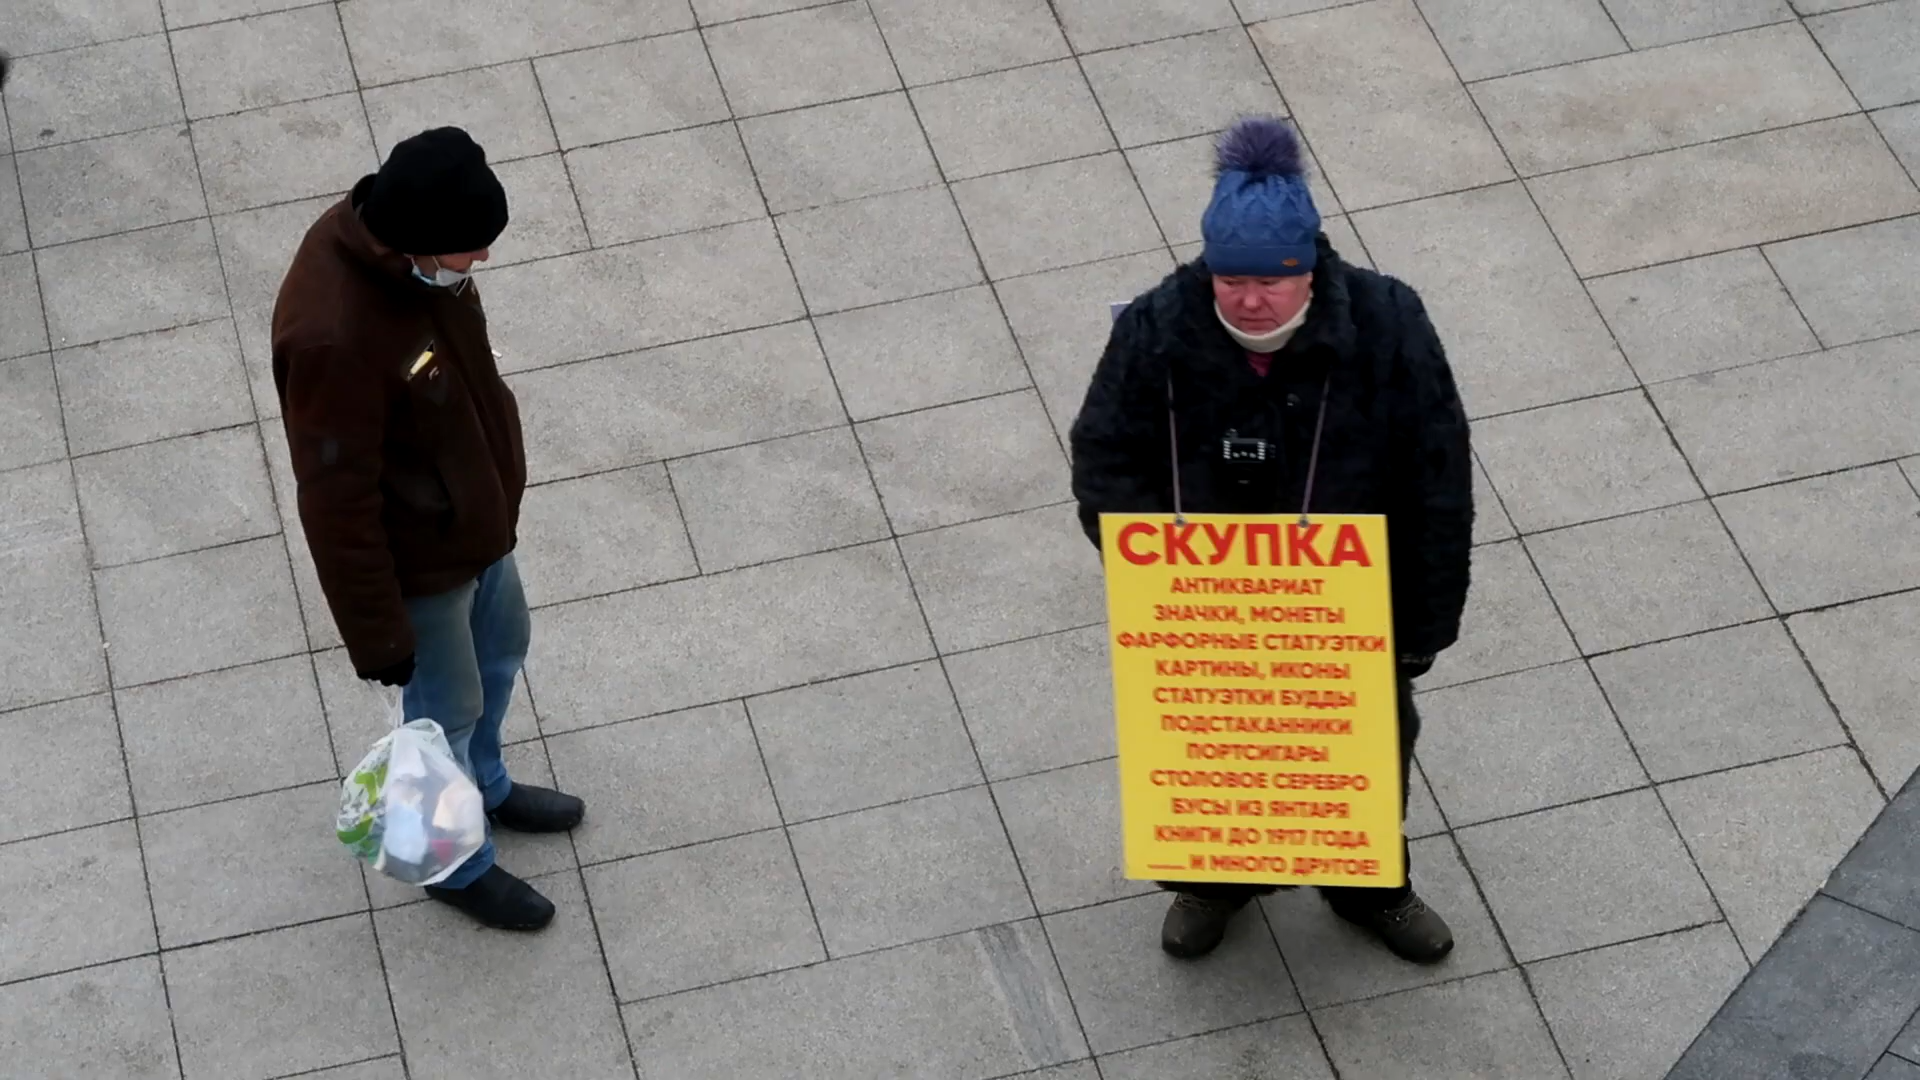 СКУПКА
АНТИКВАРИАТ
ЗНАЧКИ, МОНЕТЫ
ФАРФОРНЫЕ СТАТУЭТКИ
КАРТИНЫ, ИКОНЫ
СТАТУЭТКИ БУДДЫ
ПОДСТАКАННИКИ
ПОРТСИГАРЫ
СТОЛОВОЕ СЕРЕБРО
БУСЫ ИЗ ЯНТАРЯ
КНИГИ ДО 1917 ГОДА
...... И МНОГО ДРУГОЕ!